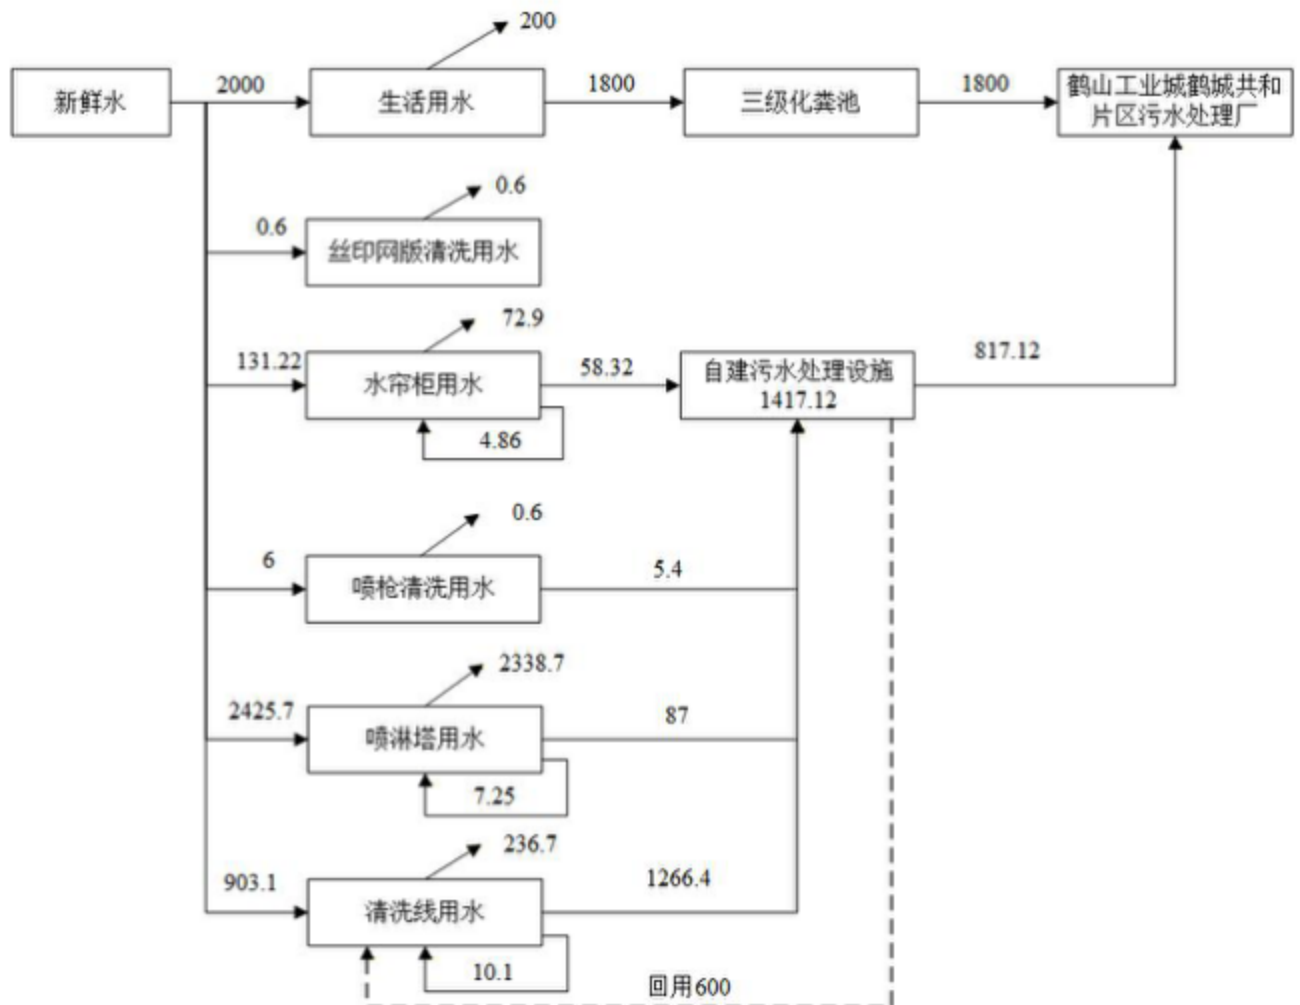 200
新鲜水
2000
生活用水
1800
三级化粪池
1800
鹤山工业城鹤城共和
片区污水处理厂
0.6
0.6
丝印网版清洗用水
72.9
131.22
水帘柜用水
58.32
自建污水处理设施
1417.12
817.12
4.86
0.6
6
喷枪清洗用水
5.4
2338.7
2425.7
喷淋塔用水
87
7.25
236.7
903.1
清洗线用水
1266.4
10.1
回用600